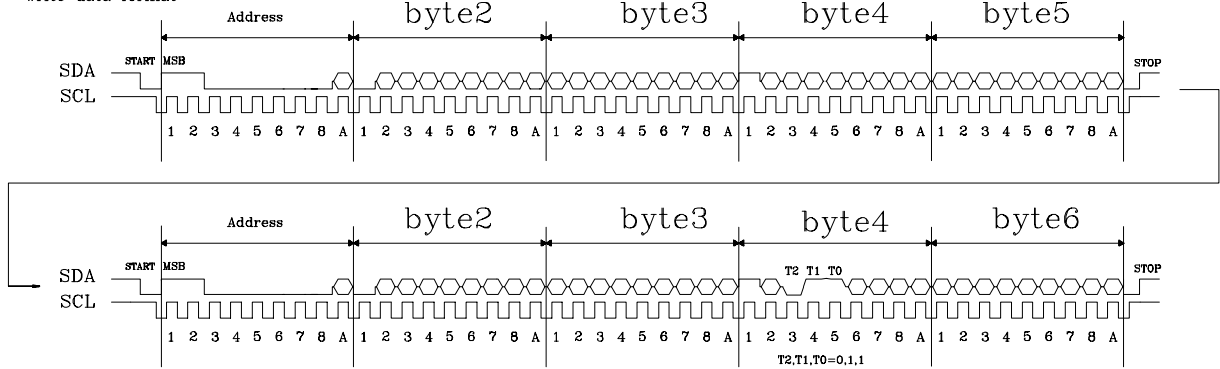 Address byte2 byte3 byte4 byte5
START MSB STOP
SDA
SCL
1 2 3 4 5 6 7 8 A 1 2 3 4 5 6 7 8 A 1 2 3 4 5 6 7 8 A 1 2 3 4 5 6 7 8 A 1 2 3 4 5 6 7 8 A
Address byte2 byte3 byte4 byte6
START MSB T2 T1 T0 STOP
SDA
SCL
1 2 3 4 5 6 7 8 A 1 2 3 4 5 6 7 8 A 1 2 3 4 5 6 7 8 A 1 2 3 4 5 6 7 8 A 1 2 3 4 5 6 7 8 A
T2,T1,T0=0,1,1